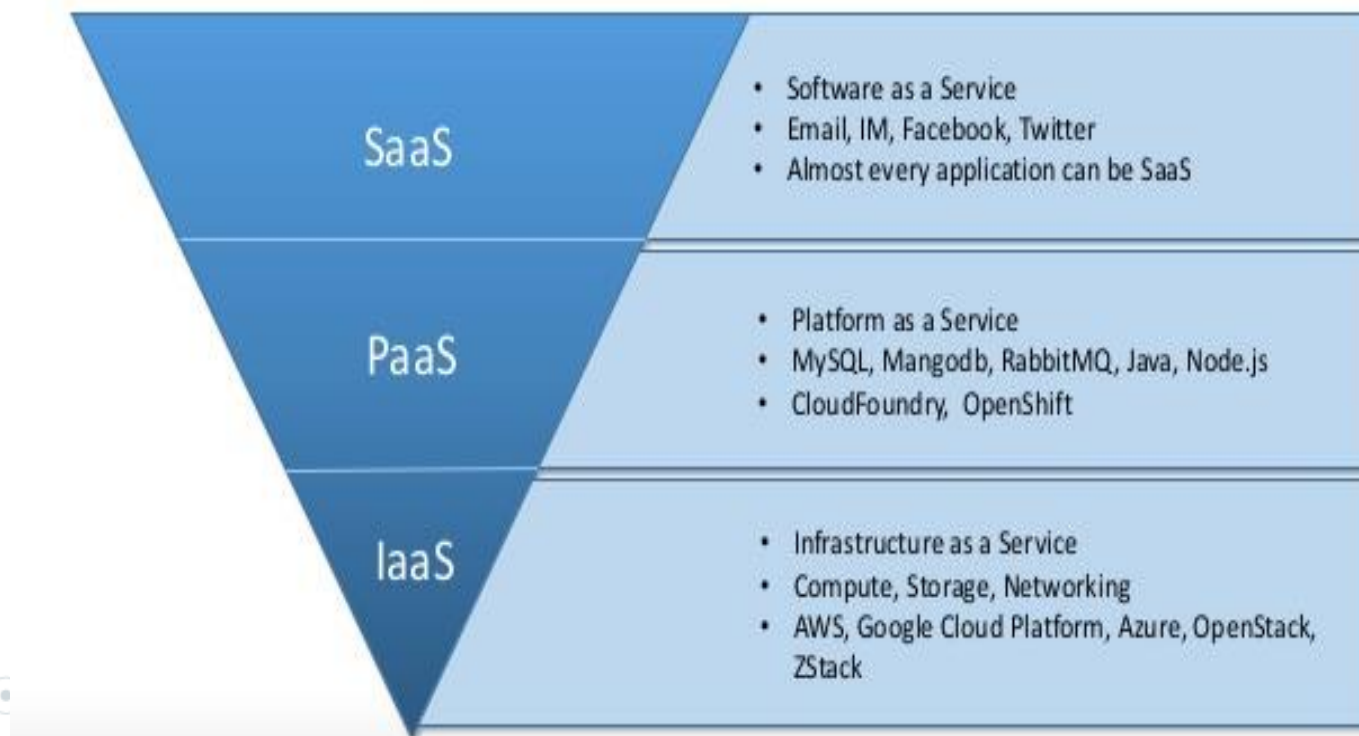 SaaS
• Software as a Service
• Email, IM, Facebook, Twitter
• Almost every application can be SaaS
PaaS
• Platform as a Service
• MySQL, Mangodb, RabbitMQ, Java, Node.js
• CloudFoundry, OpenShift
IaaS
• Infrastructure as a Service
• Compute, Storage, Networking
• AWS, Google Cloud Platform, Azure, OpenStack,
ZStack